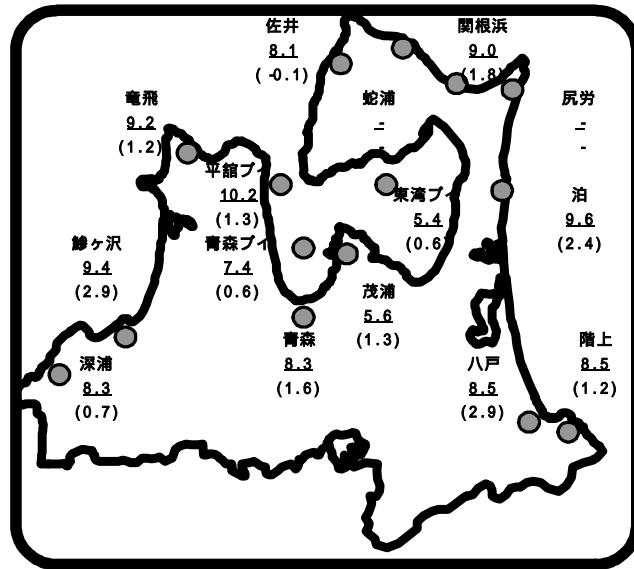 佐井
8.1
( -0.1)
関根浜
9.0
(1.8)
竜飛
9.2
(1.2)
蛇浦
-
-
尻労
-
-
平舘ブイ
10.2
(1.3)
東湾ブイ
5.4
(0.6)
泊
9.6
(2.4)
鰺ヶ沢
9.4
(2.9)
青森ブイ
7.4
(0.6)
茂浦
5.6
(1.3)
青森
8.3
(1.6)
深浦
8.3
(0.7)
八戸
8.5
(2.9)
階上
8.5
(1.2)